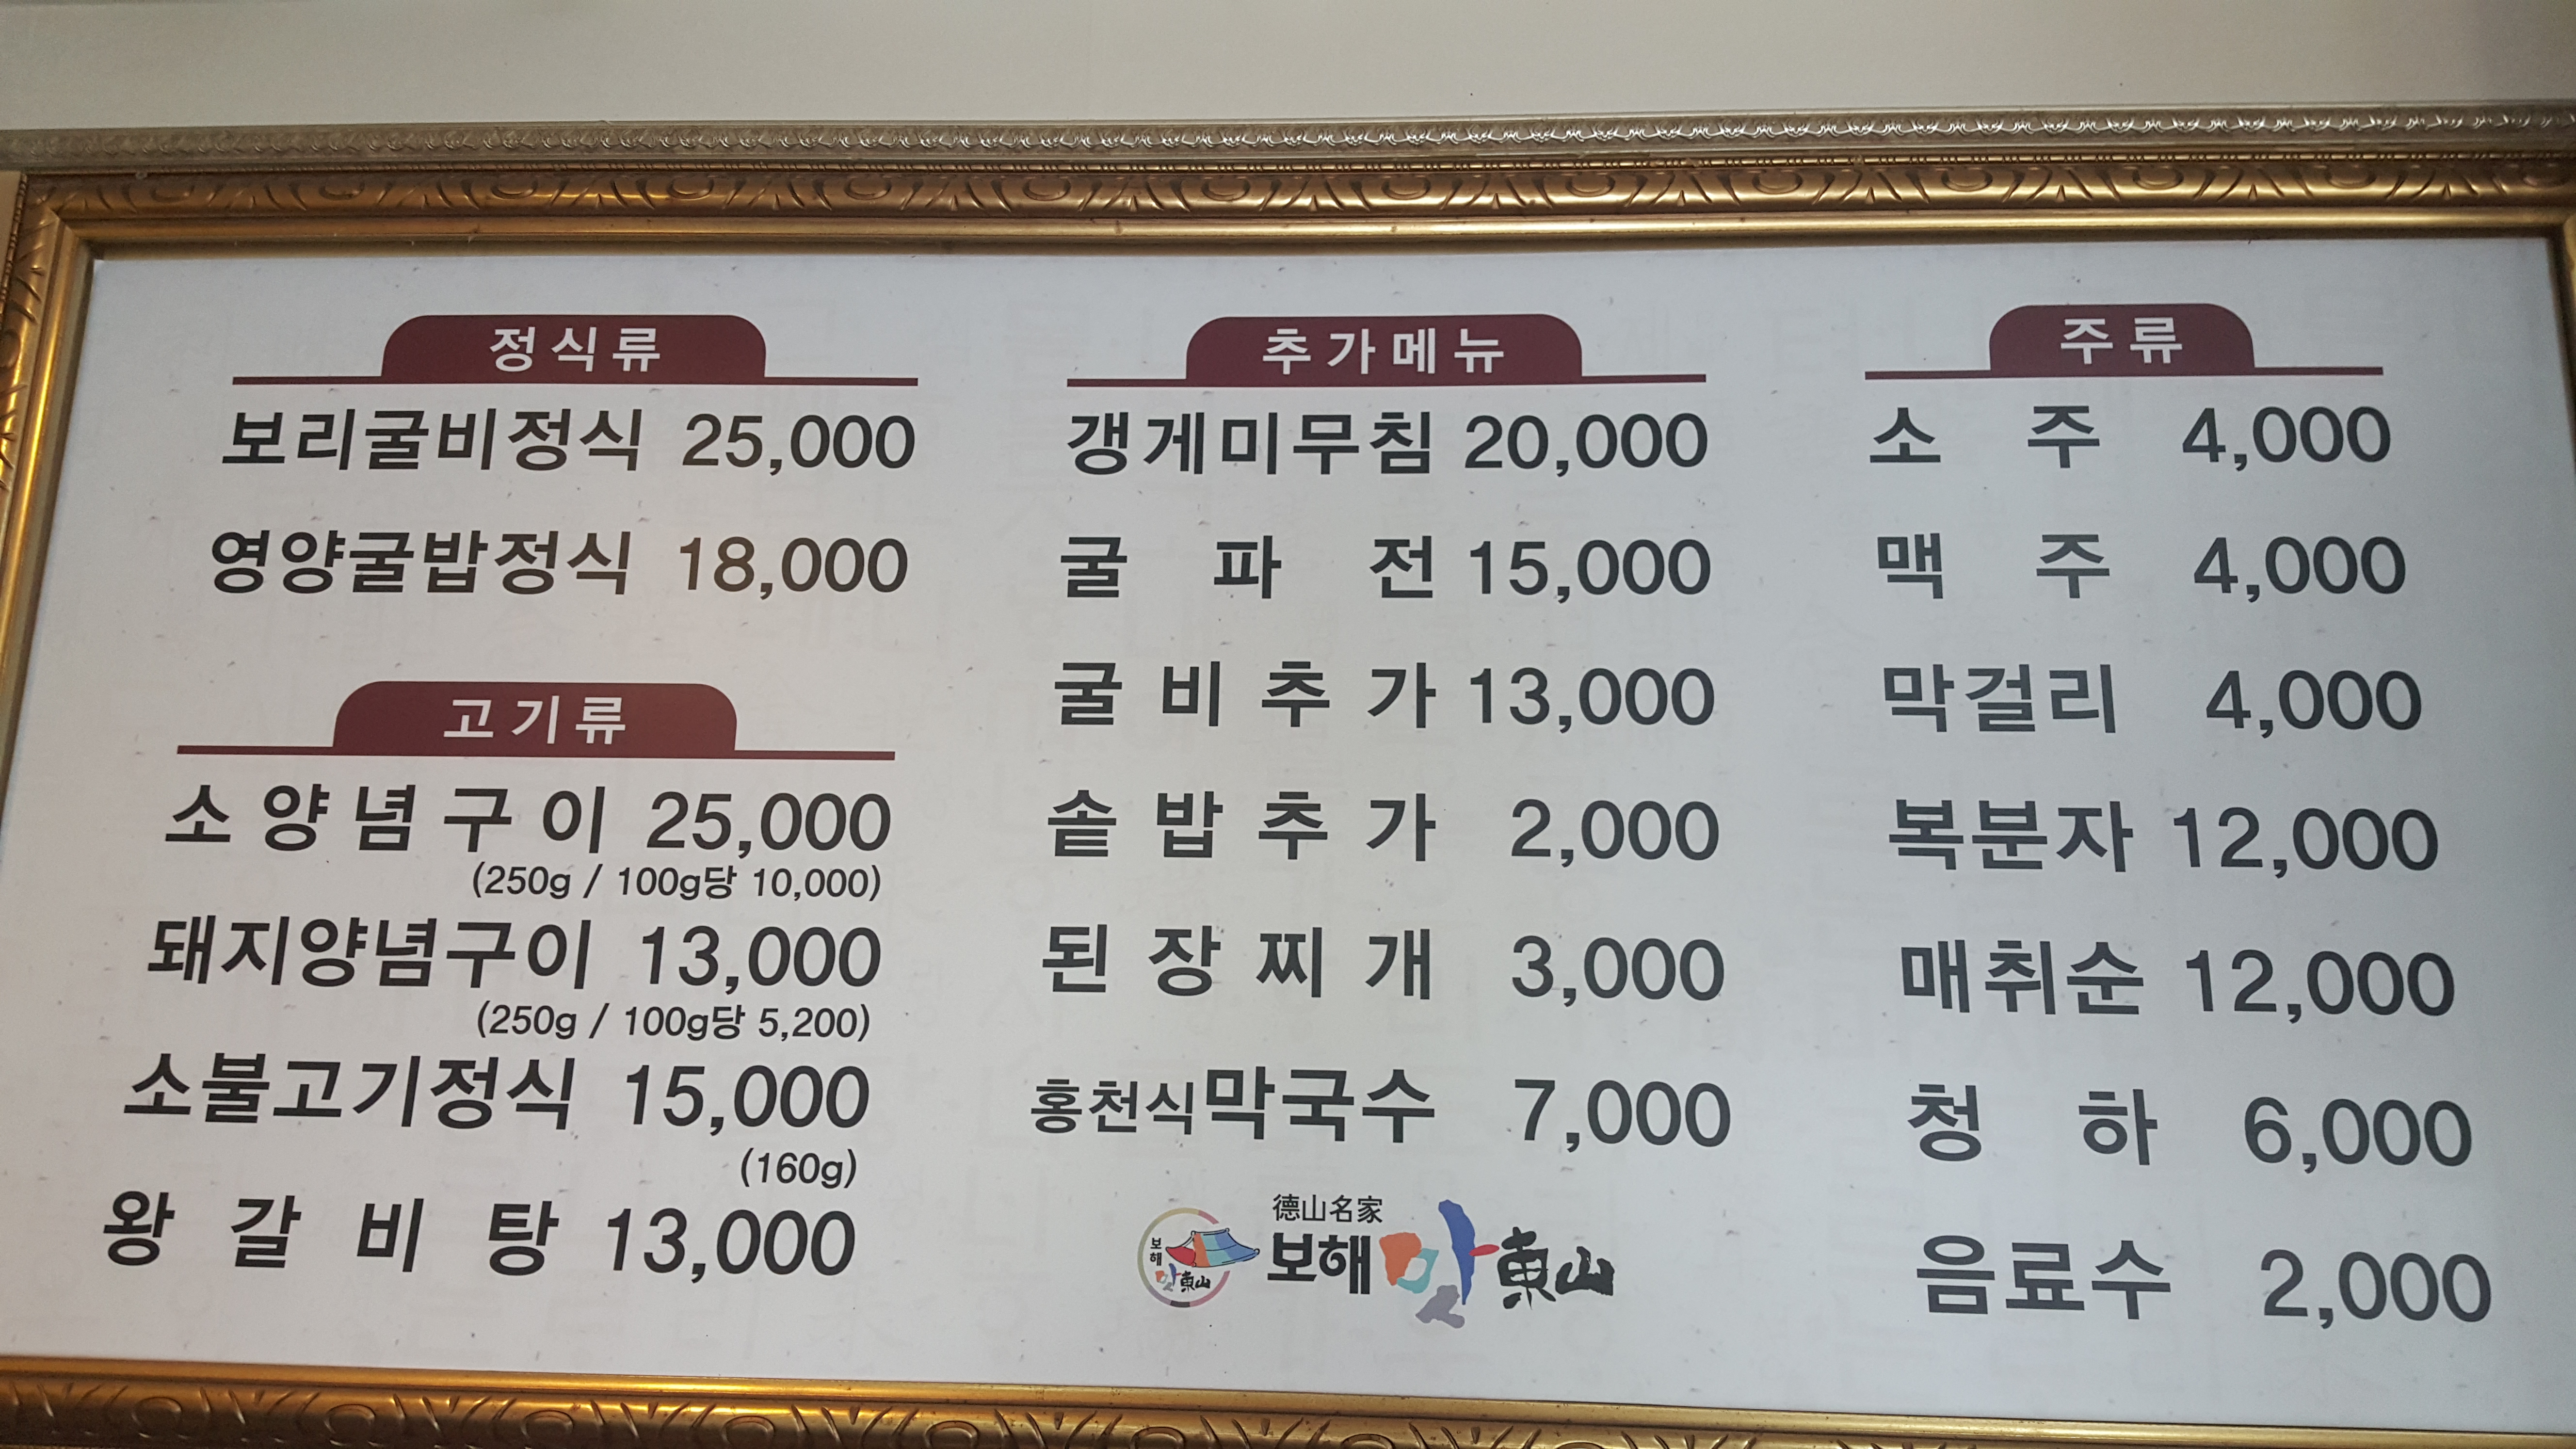 정식류
보리굴비정식 25,000
영양굴밥정식 18,000
고기류
소양념구이 25,000
(250g / 100g당 10,000)
돼지양념구이 13,000
(250g / 100g당 5,200)
소불고기정식 15,000
(160g)
왕갈비탕 13,000
추가메뉴
갱게미무침 20,000
굴파전 15,000
굴비추가 13,000
솥밥추가 2,000
된장찌개 3,000
홍천식막국수 7,000
德山名家
보해맛東山
보해
맛東山
주류
소주 4,000
맥주 4,000
막걸리 4,000
복분자 12,000
매취순 12,000
청하 6,000
음료수 2,000